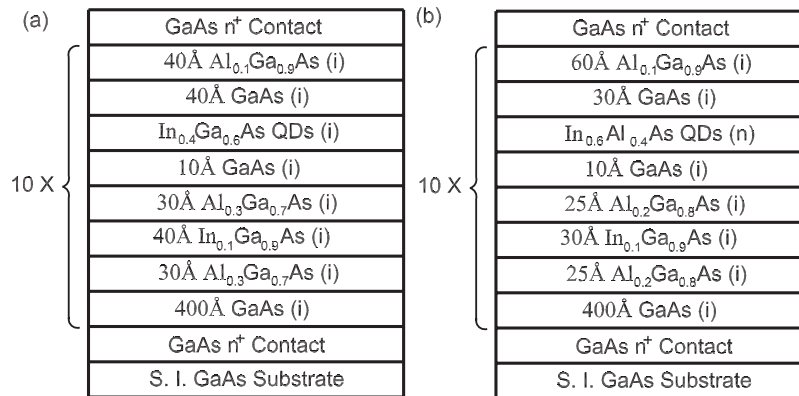 (a)
GaAs n⁺ Contact
40Å Al₀.₁Ga₀.₉As (i)
40Å GaAs (i)
In₀.₄Ga₀.₆As QDs (i)
10Å GaAs (i)
10 X
30Å Al₀.₃Ga₀.₇As (i)
40Å In₀.₁Ga₀.₉As (i)
30Å Al₀.₃Ga₀.₇As (i)
400Å GaAs (i)
GaAs n⁺ Contact
S. I. GaAs Substrate
(b)
GaAs n⁺ Contact
60Å Al₀.₁Ga₀.₉As (i)
30Å GaAs (i)
In₀.₆Al₀.₄As QDs (n)
10Å GaAs (i)
10 X
25Å Al₀.₂Ga₀.₈As (i)
30Å In₀.₁Ga₀.₉As (i)
25Å Al₀.₂Ga₀.₈As (i)
400Å GaAs (i)
GaAs n⁺ Contact
S. I. GaAs Substrate